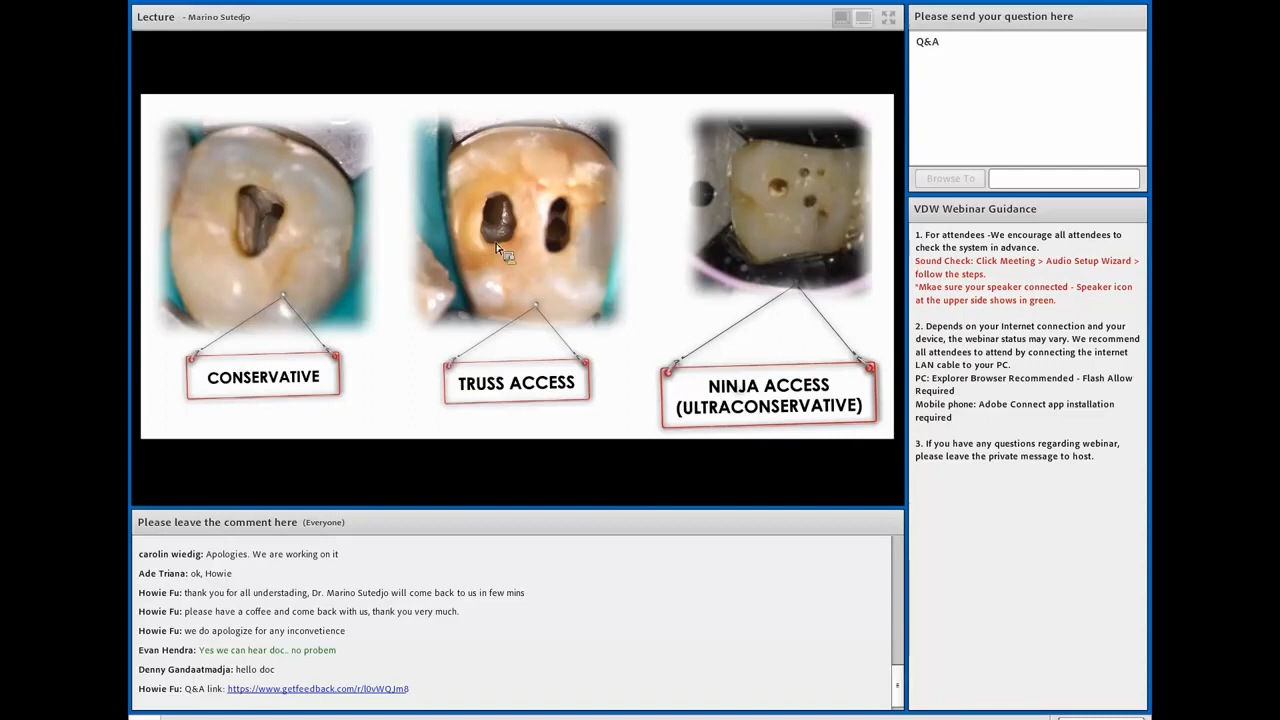 Lecture - Marino Sutedjo
CONSERVATIVE
TRUSS ACCESS
NINJA ACCESS
(ULTRACONSERVATIVE)
Please leave the comment here (Everyone)
carolin wiedig: Apologies. We are working on it
Ade Triana: ok, Howie
Howie Fu: thank you for all understading, Dr. Marino Sutedjo will come back to us in few mins
Howie Fu: please have a coffee and come back with us, thank you very much.
Howie Fu: we do apologize for any inconvetience
Evan Hendra: Yes we can hear doc.. no probem
Denny Gandaatmadja: hello doc
Howie Fu: Q&A link: https://www.getfeedback.com/r/l0vWQJm8
Please send your question here
Q&A
Browse To
VDW Webinar Guidance
1. For attendees -We encourage all attendees to
check the system in advance.
Sound Check: Click Meeting > Audio Setup Wizard >
follow the steps.
*Mkae sure your speaker connected - Speaker icon
at the upper side shows in green.
2. Depends on your Internet connection and your
device, the webinar status may vary. We recommend
all attendees to attend by connecting the internet
LAN cable to your PC.
PC: Explorer Browser Recommended - Flash Allow
Required
Mobile phone: Adobe Connect app installation
required
3. If you have any questions regarding webinar,
please leave the private message to host.